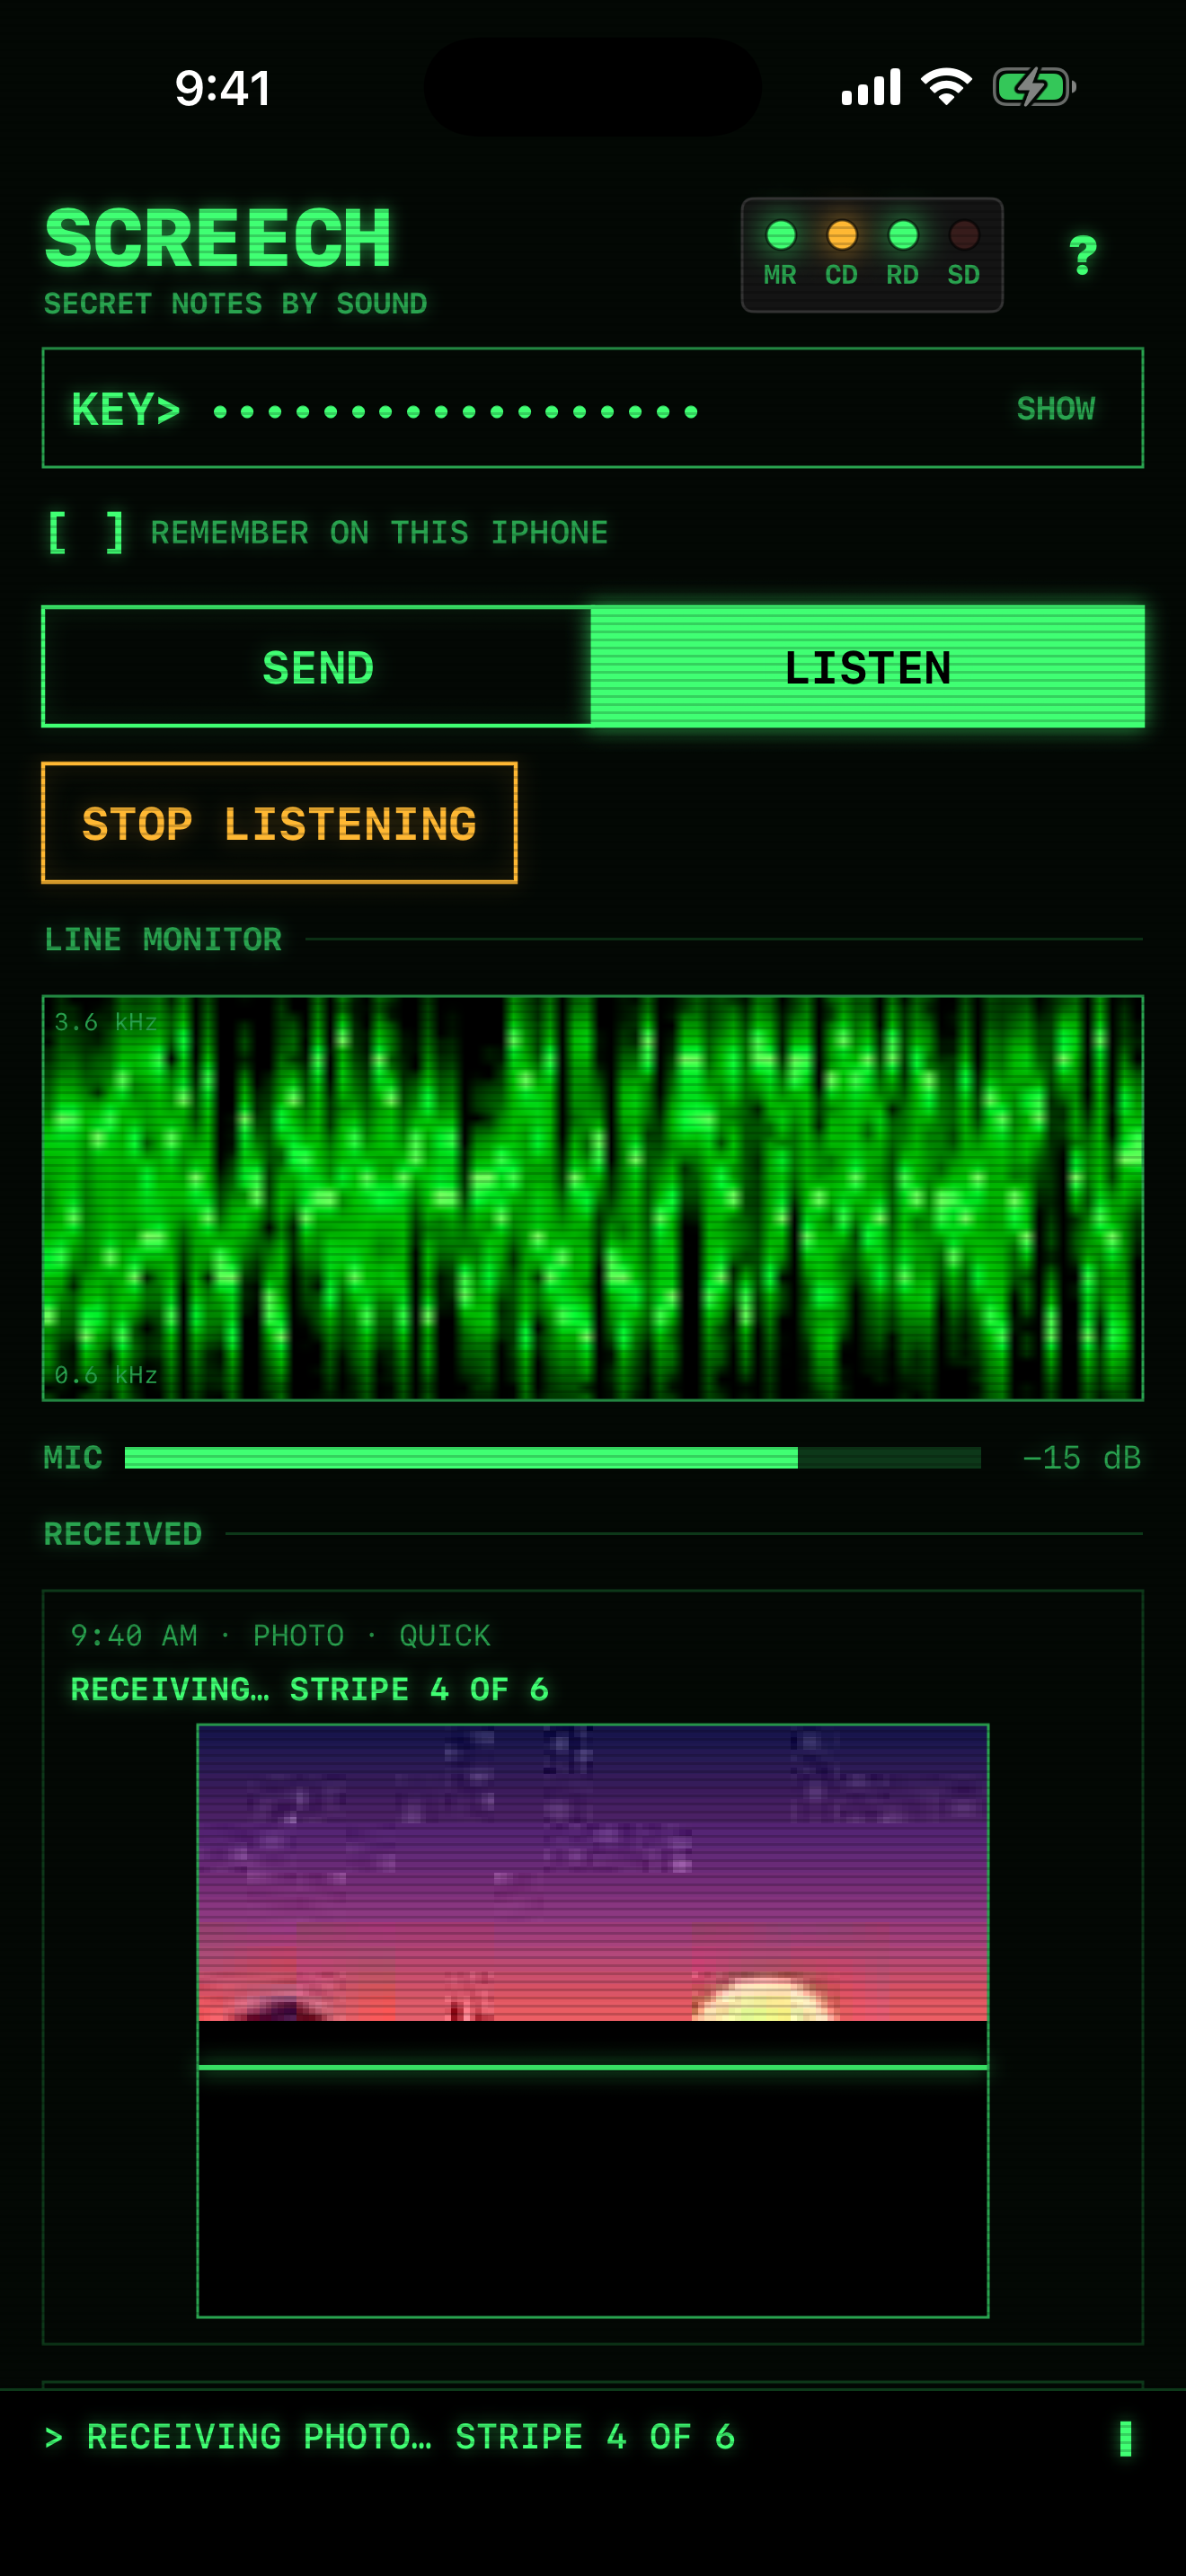 9:41
SCREECH
SECRET NOTES BY SOUND
MR CD RD SD
?
KEY> ••••••••••••••••••
SHOW
[ ] REMEMBER ON THIS IPHONE
SEND
LISTEN
STOP LISTENING
LINE MONITOR
3.6 kHz
0.6 kHz
MIC
−15 dB
RECEIVED
9:40 AM · PHOTO · QUICK
RECEIVING… STRIPE 4 OF 6
> RECEIVING PHOTO… STRIPE 4 OF 6